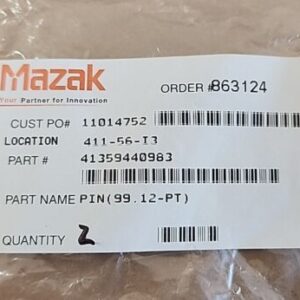 Mazak
Your Partner for Innovation
ORDER #863124
CUST PO# 11014752
LOCATION 411-56-I3
PART # 41359440983
PART NAME PIN(99.12-PT)
QUANTITY 2